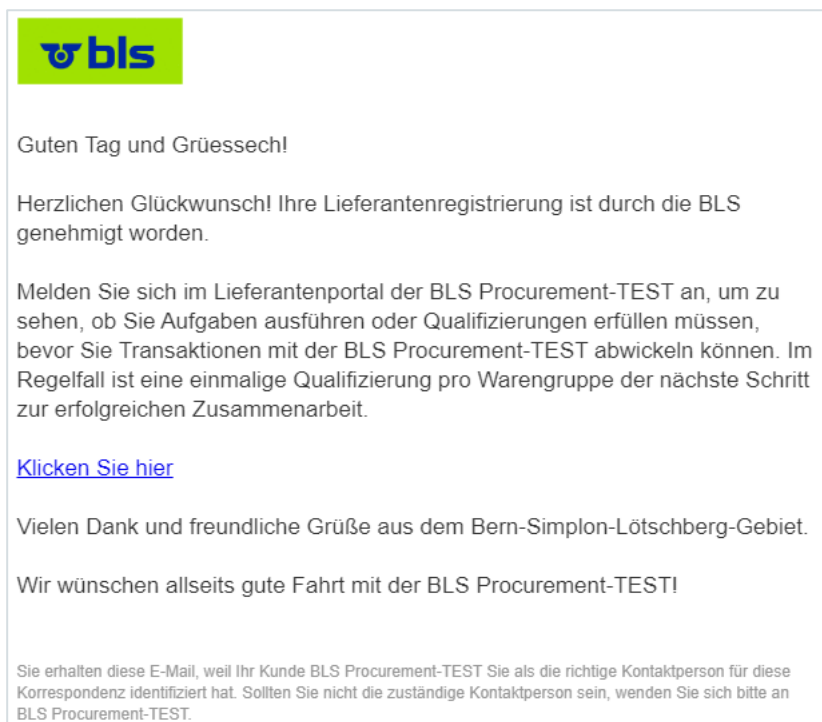 bls
Guten Tag und Grüessech!
Herzlichen Glückwunsch! Ihre Lieferantenregistrierung ist durch die BLS
genehmigt worden.
Melden Sie sich im Lieferantenportal der BLS Procurement-TEST an, um zu
sehen, ob Sie Aufgaben ausführen oder Qualifizierungen erfüllen müssen,
bevor Sie Transaktionen mit der BLS Procurement-TEST abwickeln können. Im
Regelfall ist eine einmalige Qualifizierung pro Warengruppe der nächste Schritt
zur erfolgreichen Zusammenarbeit.
Klicken Sie hier
Vielen Dank und freundliche Grüße aus dem Bern-Simplon-Lötschberg-Gebiet.
Wir wünschen allseits gute Fahrt mit der BLS Procurement-TEST!
Sie erhalten diese E-Mail, weil Ihr Kunde BLS Procurement-TEST Sie als die richtige Kontaktperson für diese
Korrespondenz identifiziert hat. Sollten Sie nicht die zuständige Kontaktperson sein, wenden Sie sich bitte an
BLS Procurement-TEST.